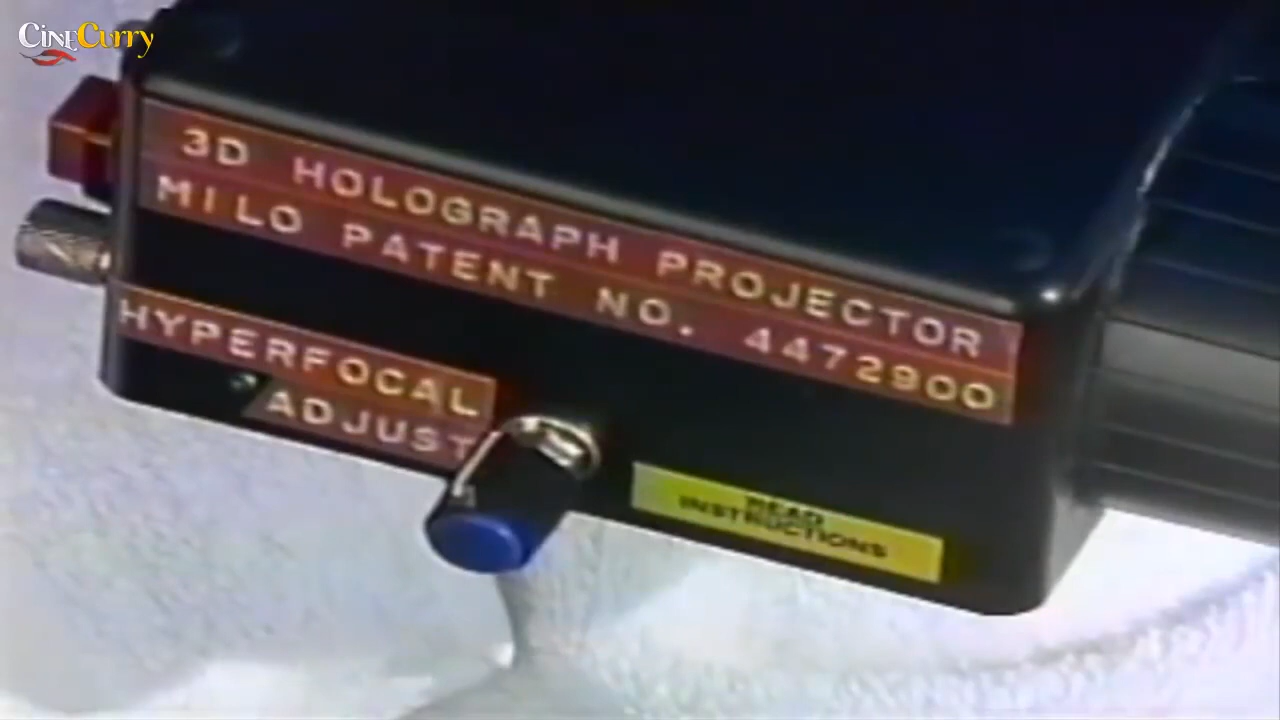 CineCurry
3D HOLOGRAPH PROJECTOR
MILO PATENT NO. 4472900
HYPERFOCAL
ADJUST
READ
INSTRUCTIONS